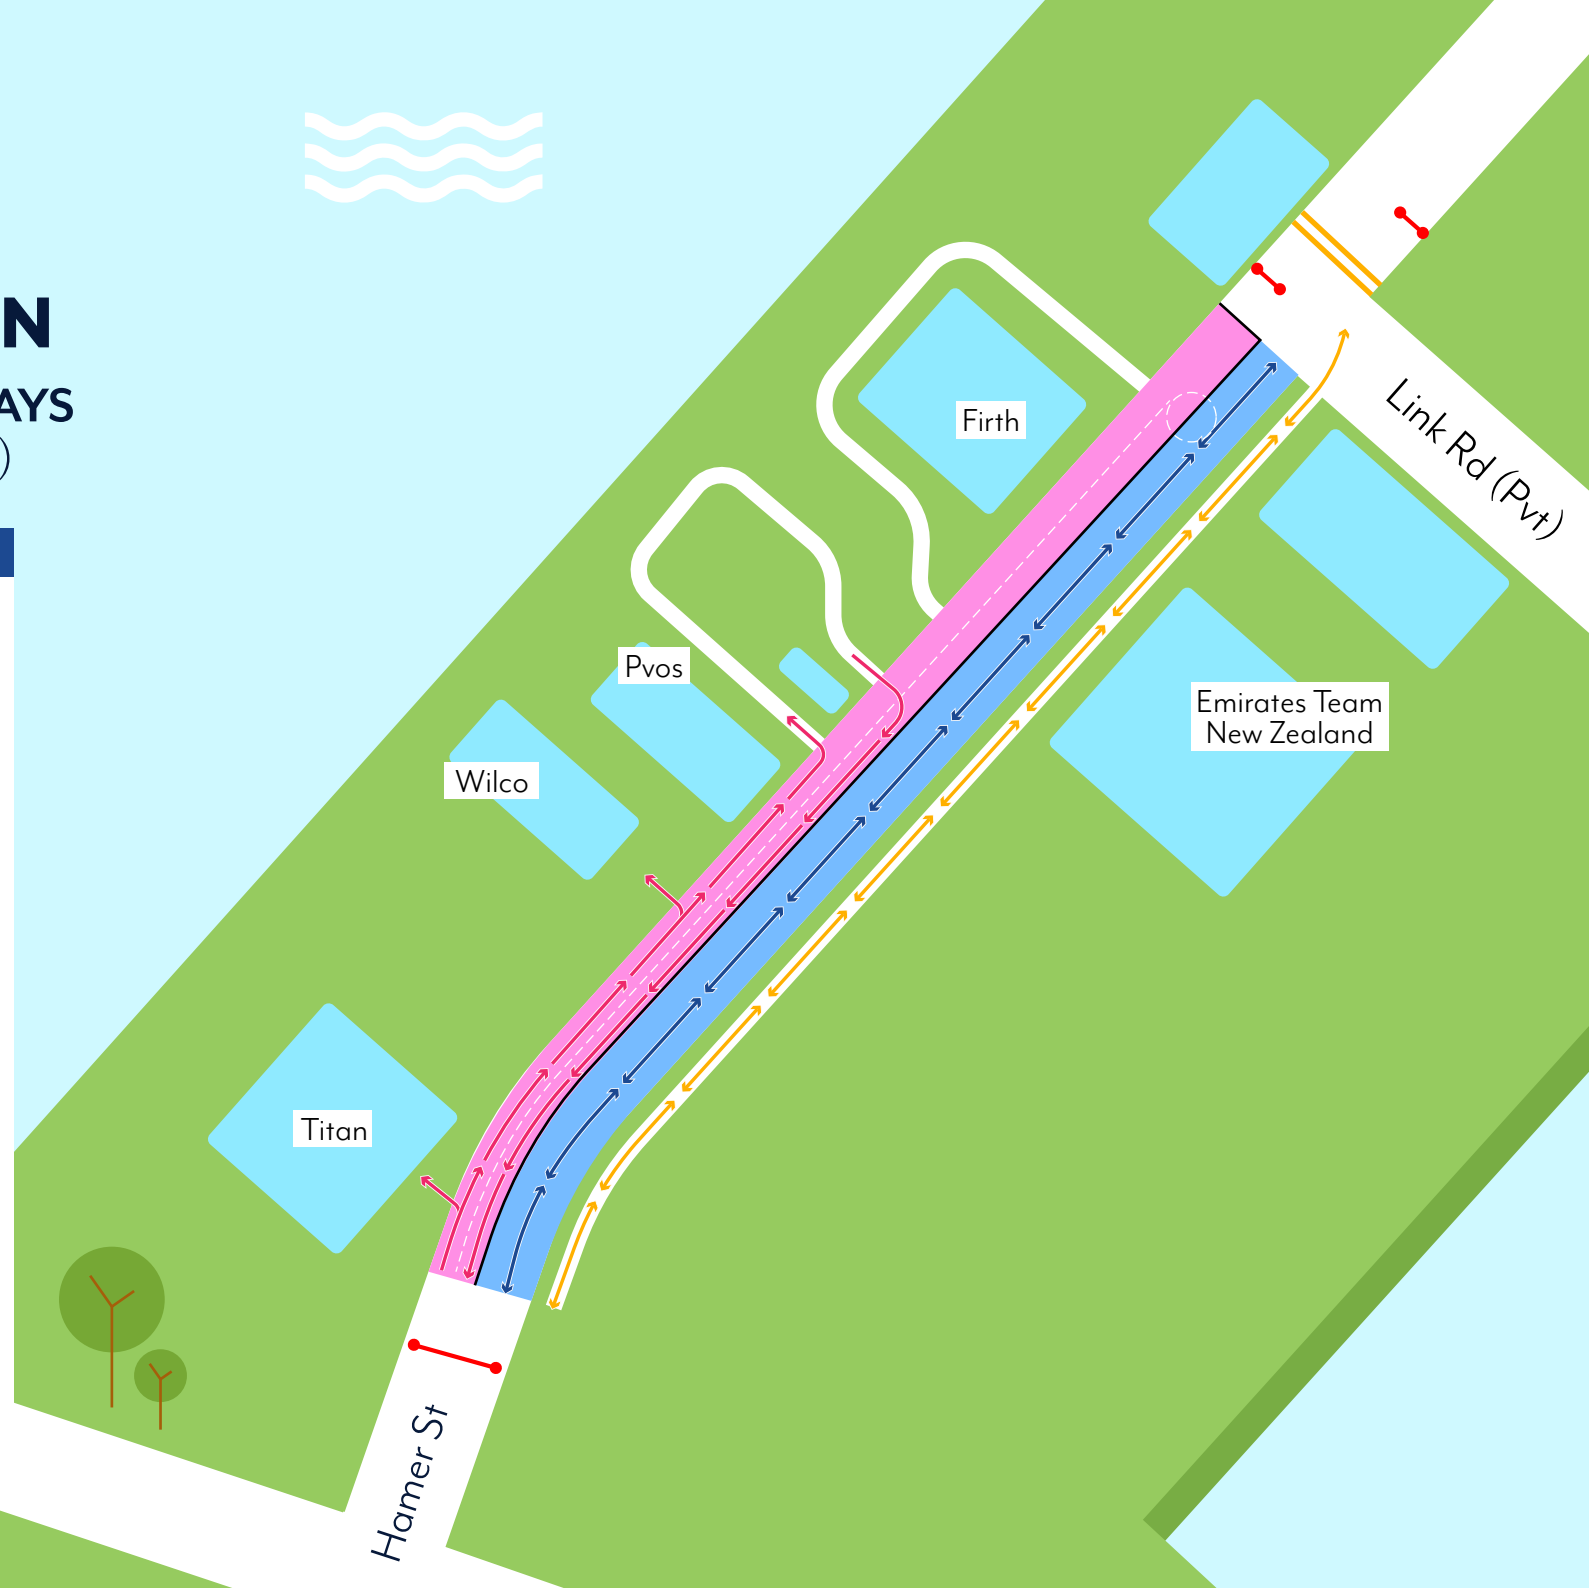 N
AYS
)
Firth
Link Rd (Pvt)
Pvos
Emirates Team
New Zealand
Wilco
Titan
Hamer St